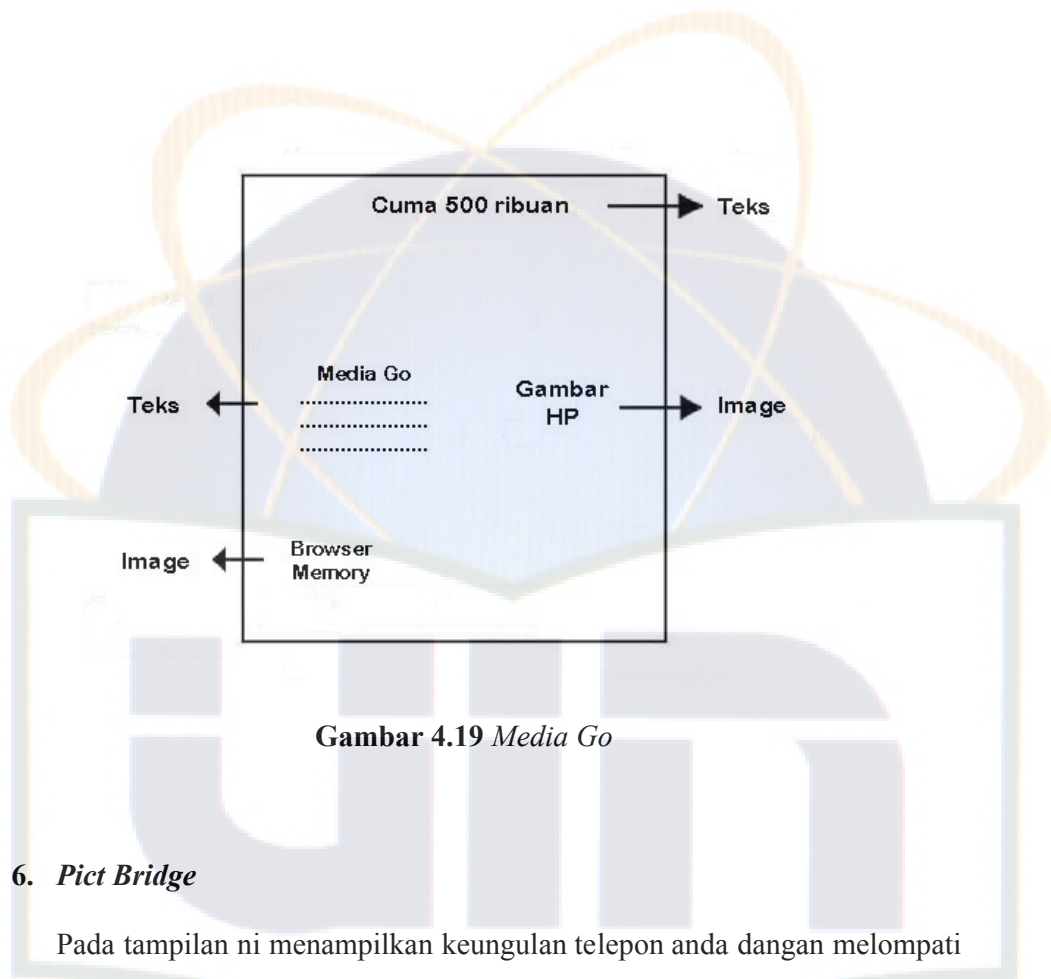 Cuma 500 ribuan Teks
Media Go
Teks ...................... Gambar HP Image
......................
......................
Image Browser Memory
Gambar 4.19 Media Go
6. Pict Bridge
Pada tampilan ni menampilkan keungulan telepon anda dangan melompati